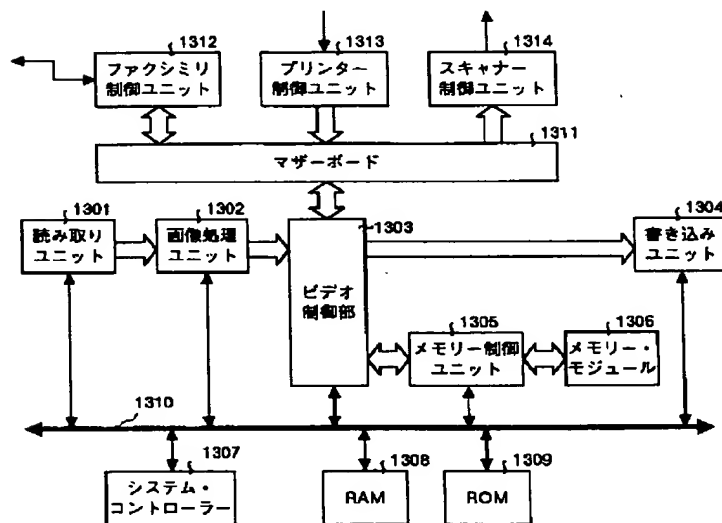 1312
1313
1314
ファクシミリ
制御ユニット
プリンター
制御ユニット
スキャナー
制御ユニット
1311
マザーボード
1301
1302
1303
1304
読み取り
ユニット
画像処理
ユニット
ビデオ
制御部
書き込み
ユニット
1305
1306
メモリー制御
ユニット
メモリー・
モジュール
1310
1307
1308
1309
システム・
コントローラー
RAM
ROM